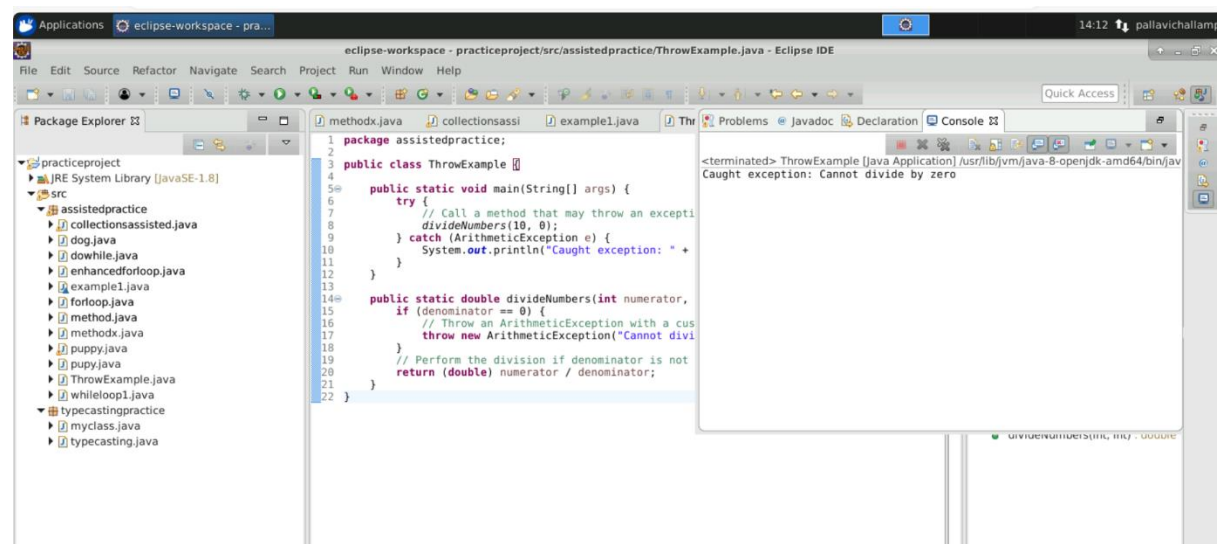 Applications eclipse-workspace - pra...
14:12 pallavichallamp
eclipse-workspace - practiceproject/src/assistedpractice/ThrowExample.java - Eclipse IDE
File Edit Source Refactor Navigate Search Project Run Window Help
Quick Access
Package Explorer
practiceproject
JRE System Library [JavaSE-1.8]
src
assistedpractice
collectionsassisted.java
dog.java
dowhile.java
enhancedforloop.java
example1.java
forloop.java
method.java
methodx.java
puppy.java
pupy.java
ThrowExample.java
whileloop1.java
typecastingpractice
myclass.java
typecasting.java
methodx.java collectionsassi example1.java Thr
1 package assistedpractice;
2
3 public class ThrowExample {
4
5 public static void main(String[] args) {
6 try {
7 // Call a method that may throw an excepti
8 divideNumbers(10, 0);
9 } catch (ArithmeticException e) {
10 System.out.println("Caught exception: " +
11 }
12 }
13
14 public static double divideNumbers(int numerator,
15 if (denominator == 0) {
16 // Throw an ArithmeticException with a cus
17 throw new ArithmeticException("Cannot divi
18 }
19 // Perform the division if denominator is not
20 return (double) numerator / denominator;
21 }
22 }
Problems Javadoc Declaration Console
<terminated> ThrowExample [Java Application] /usr/lib/jvm/java-8-openjdk-amd64/bin/jav
Caught exception: Cannot divide by zero
divideNumbers(int, int) : double